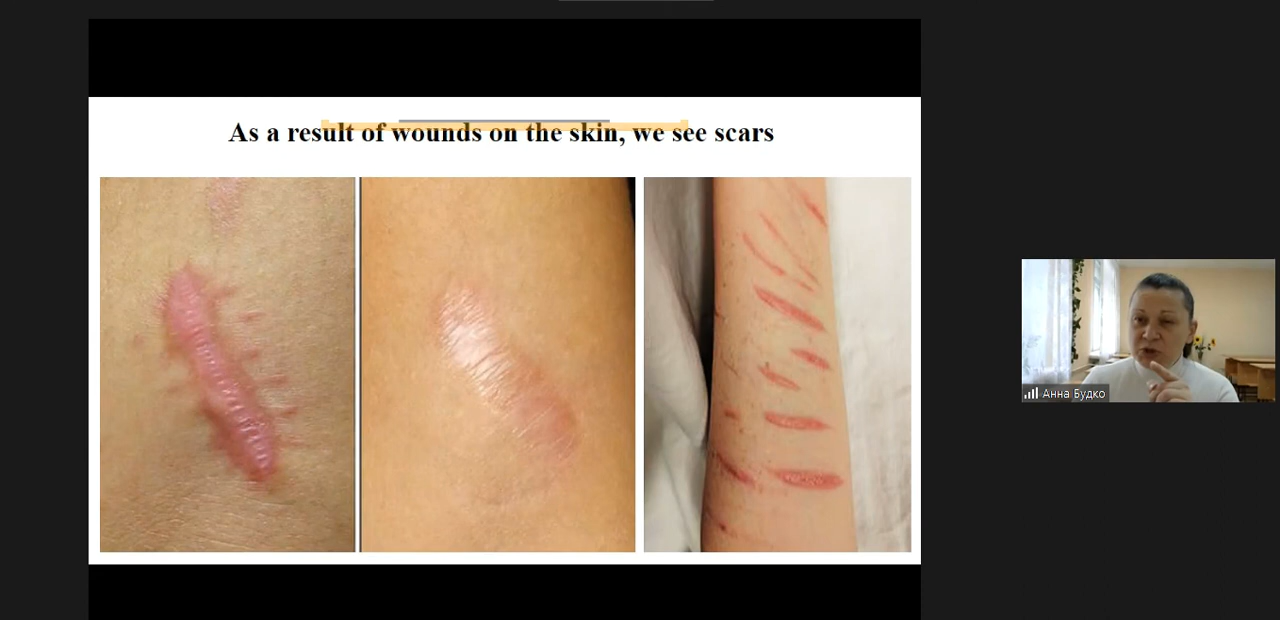 As a result of wounds on the skin, we see scars
Анна Будко